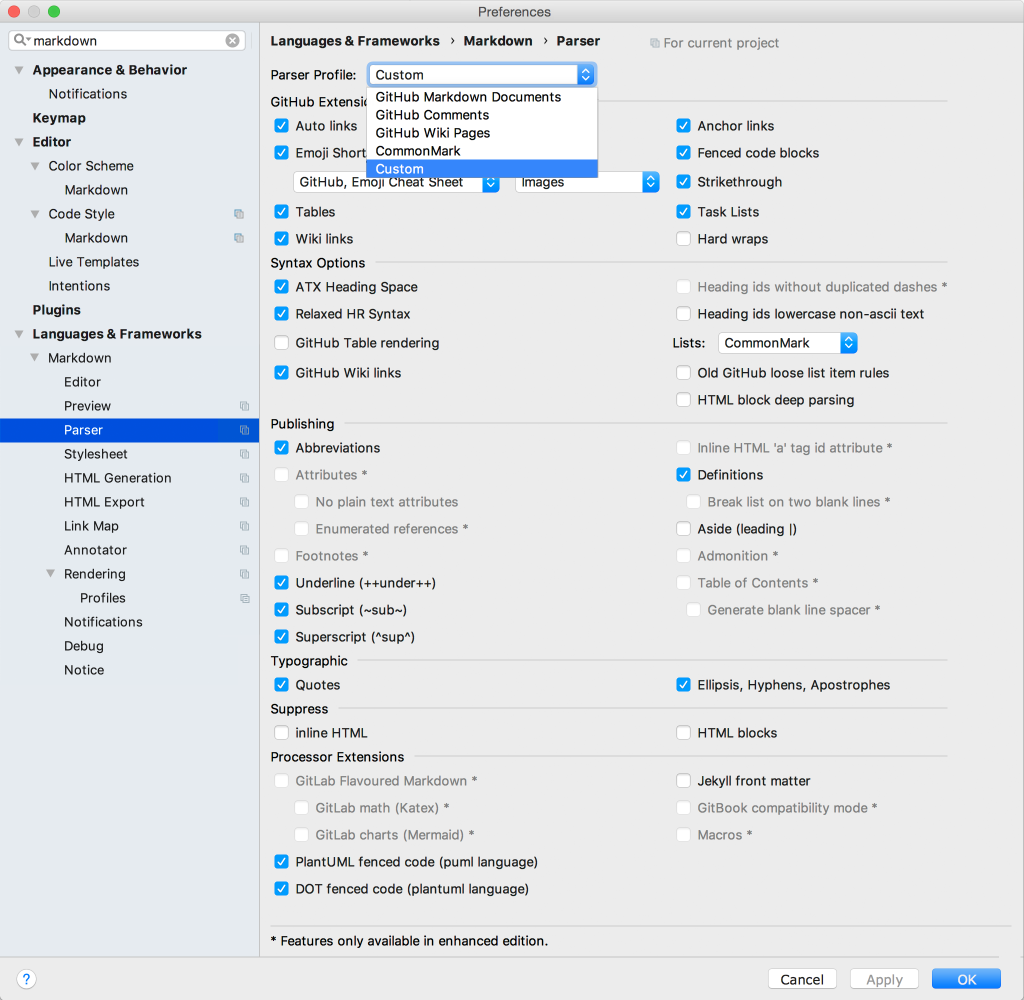 Preferences
markdown
Appearance & Behavior
Notifications
Keymap
Editor
Color Scheme
Markdown
Code Style
Markdown
Live Templates
Intentions
Plugins
Languages & Frameworks
Markdown
Editor
Preview
Parser
Stylesheet
HTML Generation
HTML Export
Link Map
Annotator
Rendering
Profiles
Notifications
Debug
Notice
Languages & Frameworks › Markdown › Parser For current project
Parser Profile: Custom
GitHub Markdown Documents
GitHub Comments
GitHub Wiki Pages
CommonMark
Custom
GitHub
Auto links Anchor links
Emoji Fenced code blocks
GitHub, Emoji Cheat Sheet Images Strikethrough
Tables Task Lists
Wiki links Hard wraps
Syntax Options
ATX Heading Space Heading ids without duplicated dashes *
Relaxed HR Syntax Heading ids lowercase non-ascii text
GitHub Table rendering Lists: CommonMark
GitHub Wiki links Old GitHub loose list item rules
HTML block deep parsing
Publishing
Abbreviations Inline HTML 'a' tag id attribute *
Attributes * Definitions
No plain text attributes Break list on two blank lines *
Enumerated references * Aside (leading |)
Footnotes * Admonition *
Underline (++under++) Table of Contents *
Subscript (~sub~) Generate blank line spacer *
Superscript (^sup^)
Typographic
Quotes Ellipsis, Hyphens, Apostrophes
Suppress
inline HTML HTML blocks
Processor Extensions
GitLab Flavoured Markdown * Jekyll front matter
GitLab math (Katex) * GitBook compatibility mode *
GitLab charts (Mermaid) * Macros *
PlantUML fenced code (puml language)
DOT fenced code (plantuml language)
* Features only available in enhanced edition.
? Cancel Apply OK